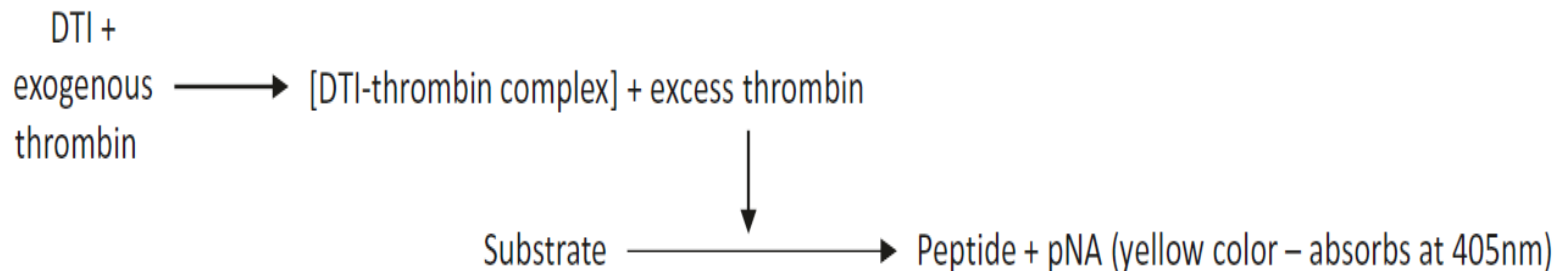 DTI +
exogenous
thrombin
[DTI-thrombin complex] + excess thrombin
Substrate
Peptide + pNA (yellow color – absorbs at 405nm)